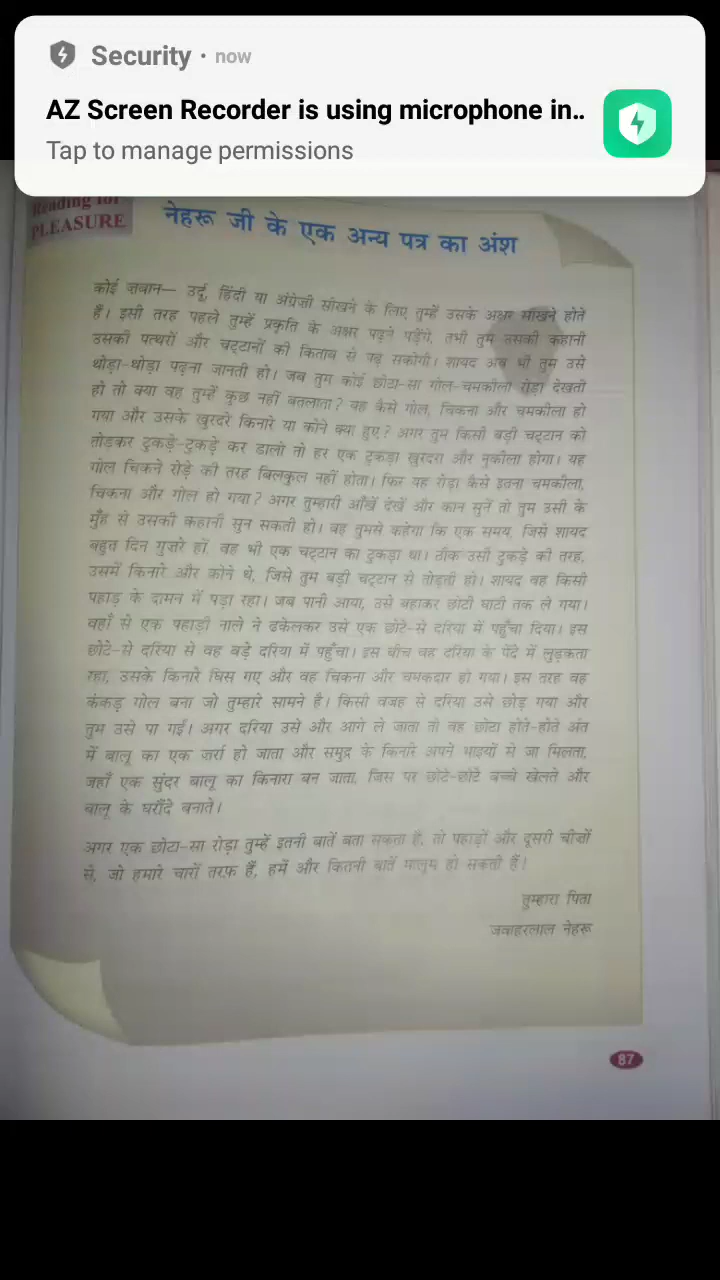 Security · now
AZ Screen Recorder is using microphone in..
Tap to manage permissions
Reading for
PLEASURE
नेहरू जी के एक अन्य पत्र का अंश
कोई ज़बान— उर्दू, हिंदी या अंग्रेज़ी सीखने के लिए तुम्हें उसके अक्षर सीखने होते
हैं। इसी तरह पहले तुम्हें प्रकृति के अक्षर पढ़ने पड़ेंगे, तभी तुम उसकी कहानी
उसकी पत्थरों और चट्टानों की किताब से पढ़ सकोगी। शायद अब भी तुम उसे
थोड़ा-थोड़ा पढ़ना जानती हो। जब तुम कोई छोटा-सा गोल-चमकीला रोड़ा देखती
हो तो क्या वह तुम्हें कुछ नहीं बतलाता? यह कैसे गोल, चिकना और चमकीला हो
गया और उसके खुरदरे किनारे या कोने क्या हुए? अगर तुम किसी बड़ी चट्टान को
तोड़कर टुकड़े-टुकड़े कर डालो तो हर एक टुकड़ा खुरदरा और नुकीला होगा। यह
गोल चिकने रोड़े की तरह बिलकुल नहीं होता। फिर यह रोड़ा कैसे इतना चमकीला,
चिकना और गोल हो गया? अगर तुम्हारी आँखें देखें और कान सुनें तो तुम उसी के
मुँह से उसकी कहानी सुन सकती हो। वह तुमसे कहेगा कि एक समय, जिसे शायद
बहुत दिन गुज़रे हों, वह भी एक चट्टान का टुकड़ा था। ठीक उसी टुकड़े की तरह,
उसमें किनारे और कोने थे, जिसे तुम बड़ी चट्टान से तोड़ती हो। शायद वह किसी
पहाड़ के दामन में पड़ा रहा। जब पानी आया, उसे बहाकर छोटी घाटी तक ले गया।
वहाँ से एक पहाड़ी नाले ने ढकेलकर उसे एक छोटे-से दरिया में पहुँचा दिया। इस
छोटे-से दरिया से वह बड़े दरिया में पहुँचा। इस बीच वह दरिया के पेंदे में लुढ़कता
रहा, उसके किनारे घिस गए और वह चिकना और चमकदार हो गया। इस तरह वह
कंकड़ गोल बना जो तुम्हारे सामने है। किसी वजह से दरिया उसे छोड़ गया और
तुम उसे पा गईं। अगर दरिया उसे और आगे ले जाता तो वह छोटा होते-होते अंत
में बालू का एक ज़र्रा हो जाता और समुद्र के किनारे अपने भाइयों से जा मिलता,
जहाँ एक सुंदर बालू का किनारा बन जाता, जिस पर छोटे-छोटे बच्चे खेलते और
बालू के घरौंदे बनाते।
अगर एक छोटा-सा रोड़ा तुम्हें इतनी बातें बता सकता है, तो पहाड़ों और दूसरी चीज़ों
से, जो हमारे चारों तरफ़ हैं, हमें और कितनी बातें मालूम हो सकती हैं!
तुम्हारा पिता
जवाहरलाल नेहरू
87